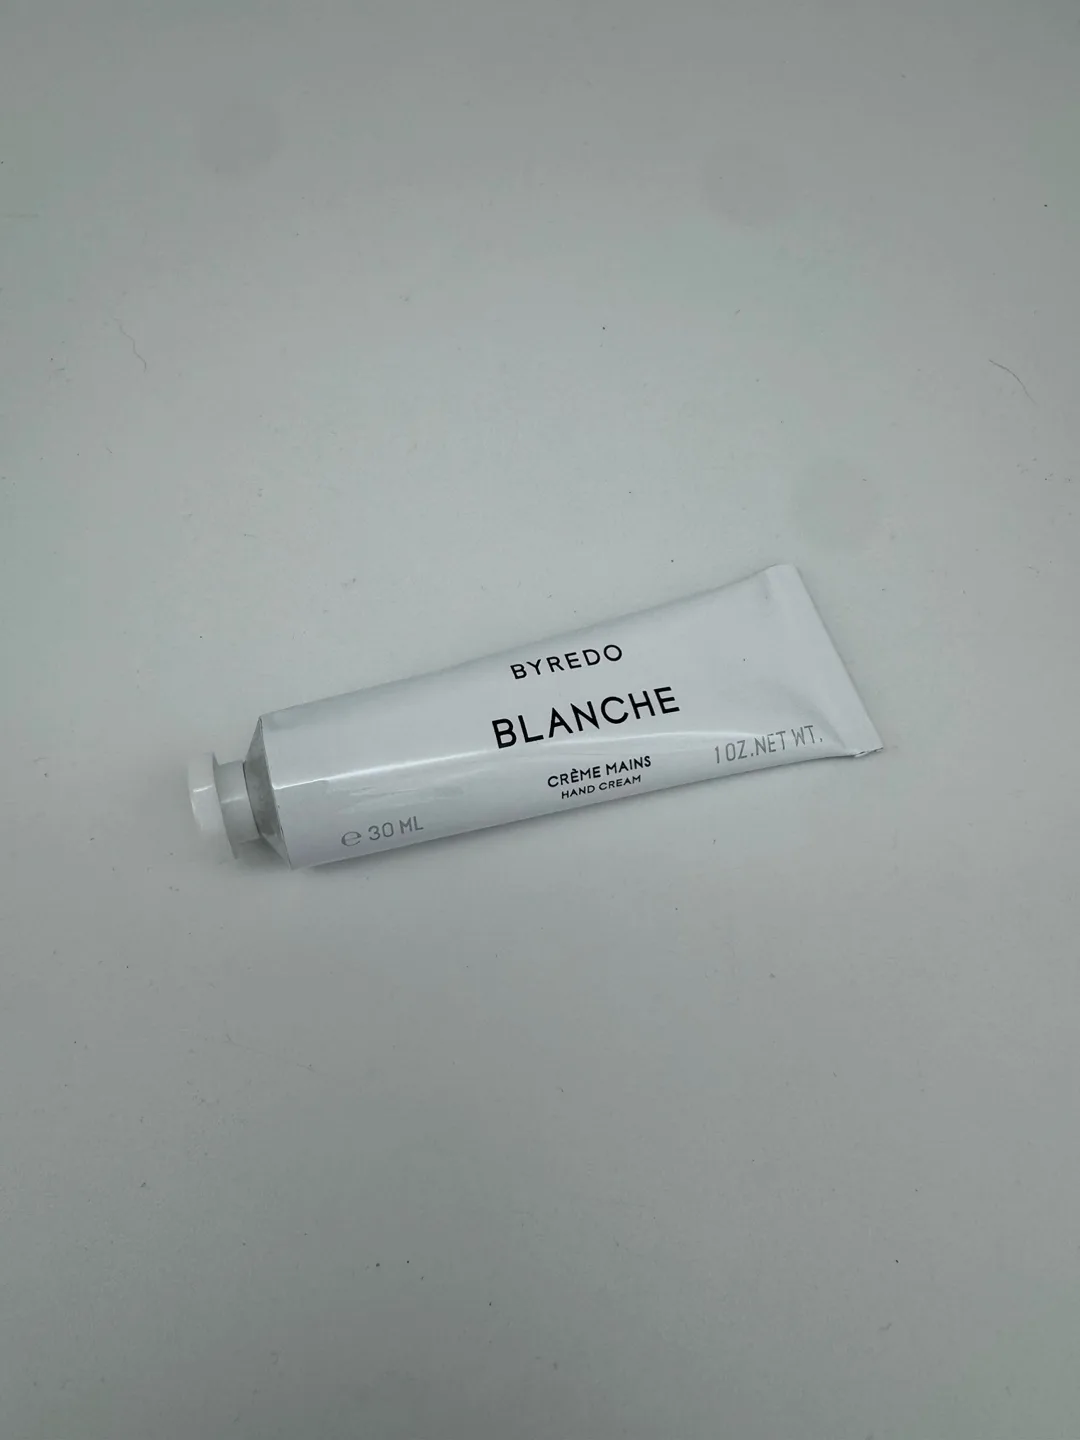 BYREDO
BLANCHE
CRÈME MAINS
HAND CREAM
℮ 30 ML
1 OZ. NET WT.